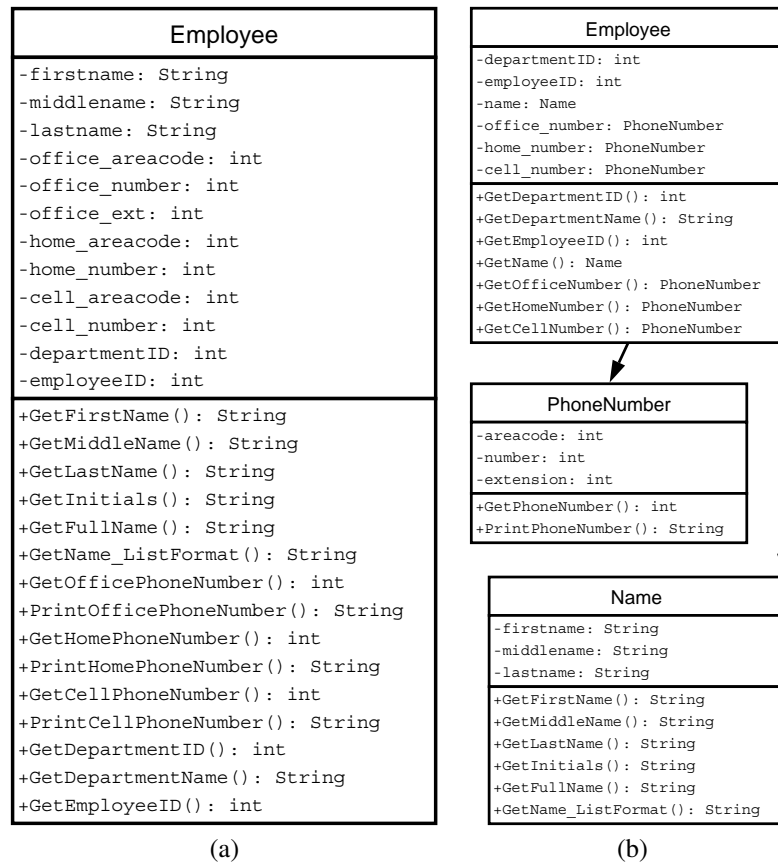 Employee
-firstname: String
-middlename: String
-lastname: String
-office_areacode: int
-office_number: int
-office_ext: int
-home_areacode: int
-home_number: int
-cell_areacode: int
-cell_number: int
-departmentID: int
-employeeID: int
+GetFirstName(): String
+GetMiddleName(): String
+GetLastName(): String
+GetInitials(): String
+GetFullName(): String
+GetName_ListFormat(): String
+GetOfficePhoneNumber(): int
+PrintOfficePhoneNumber(): String
+GetHomePhoneNumber(): int
+PrintHomePhoneNumber(): String
+GetCellPhoneNumber(): int
+PrintCellPhoneNumber(): String
+GetDepartmentID(): int
+GetDepartmentName(): String
+GetEmployeeID(): int
(a)
Employee
-departmentID: int
-employeeID: int
-name: Name
-office_number: PhoneNumber
-home_number: PhoneNumber
-cell_number: PhoneNumber
+GetDepartmentID(): int
+GetDepartmentName(): String
+GetEmployeeID(): int
+GetName(): Name
+GetOfficeNumber(): PhoneNumber
+GetHomeNumber(): PhoneNumber
+GetCellNumber(): PhoneNumber
PhoneNumber
-areacode: int
-number: int
-extension: int
+GetPhoneNumber(): int
+PrintPhoneNumber(): String
Name
-firstname: String
-middlename: String
-lastname: String
+GetFirstName(): String
+GetMiddleName(): String
+GetLastName(): String
+GetInitials(): String
+GetFullName(): String
+GetName_ListFormat(): String
(b)